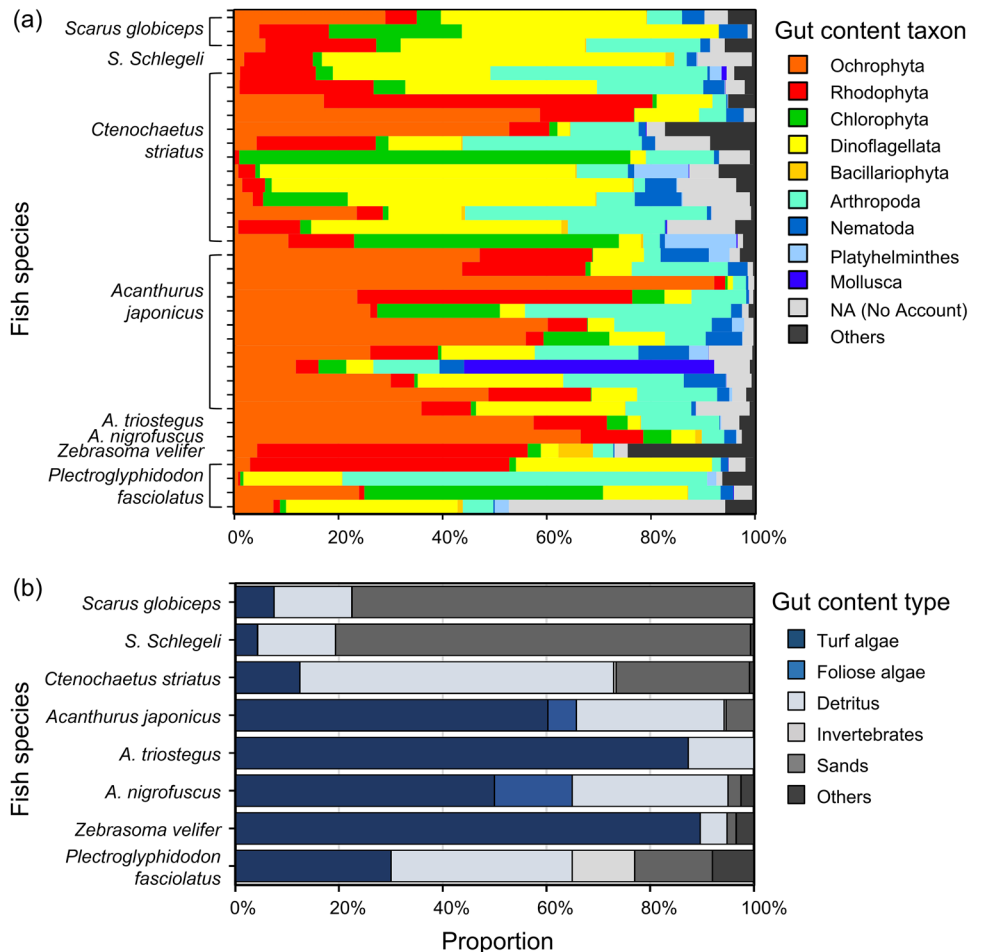 (a)
Fish species
Scarus globiceps
S. Schlegeli
Ctenochaetus
striatus
Acanthurus
japonicus
A. triostegus
A. nigrofuscus
Zebrasoma velifer
Plectroglyphidodon
fasciolatus
0% 20% 40% 60% 80% 100%
Gut content taxon
Ochrophyta
Rhodophyta
Chlorophyta
Dinoflagellata
Bacillariophyta
Arthropoda
Nematoda
Platyhelminthes
Mollusca
NA (No Account)
Others
(b)
Fish species
Scarus globiceps
S. Schlegeli
Ctenochaetus striatus
Acanthurus japonicus
A. triostegus
A. nigrofuscus
Zebrasoma velifer
Plectroglyphidodon
fasciolatus
0% 20% 40% 60% 80% 100%
Proportion
Gut content type
Turf algae
Foliose algae
Detritus
Invertebrates
Sands
Others